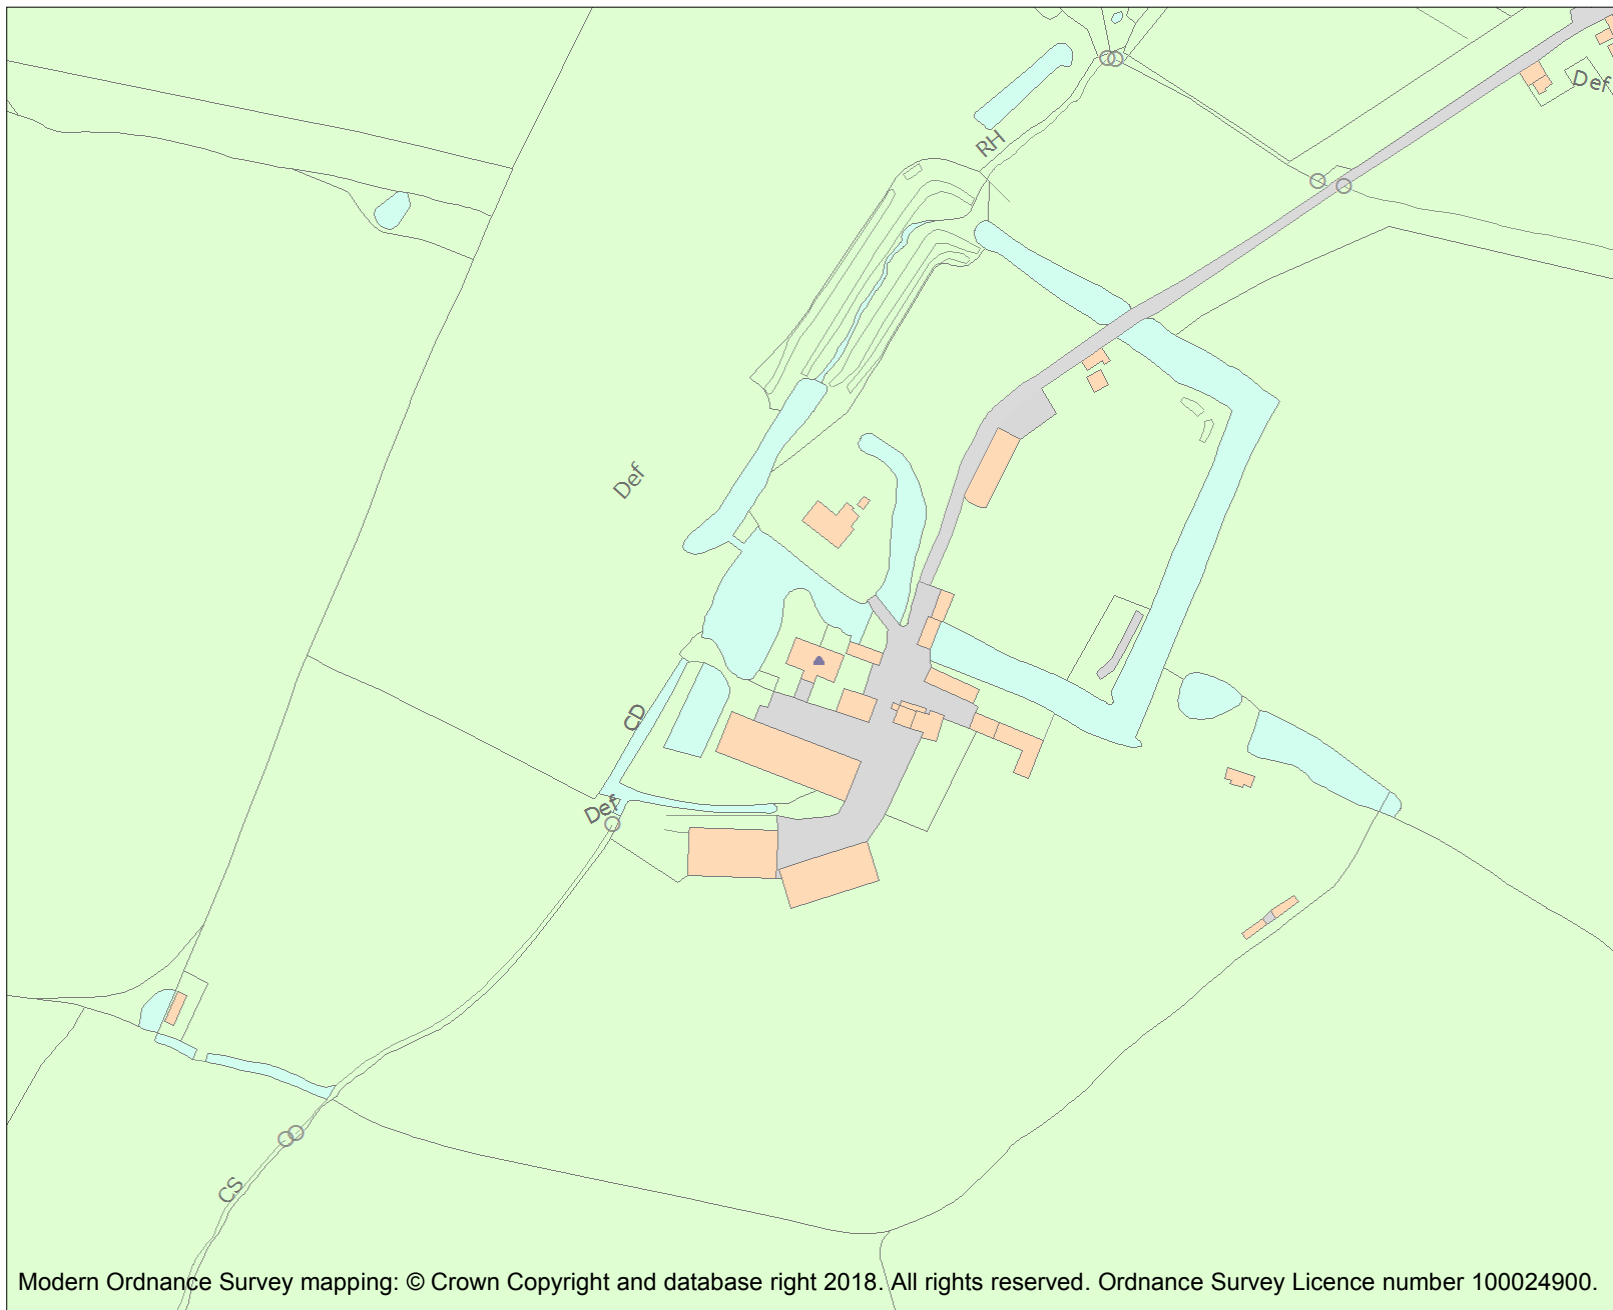 Def
RH
Def
CD
Def
CS
Modern Ordnance Survey mapping: © Crown Copyright and database right 2018. All rights reserved. Ordnance Survey Licence number 100024900.